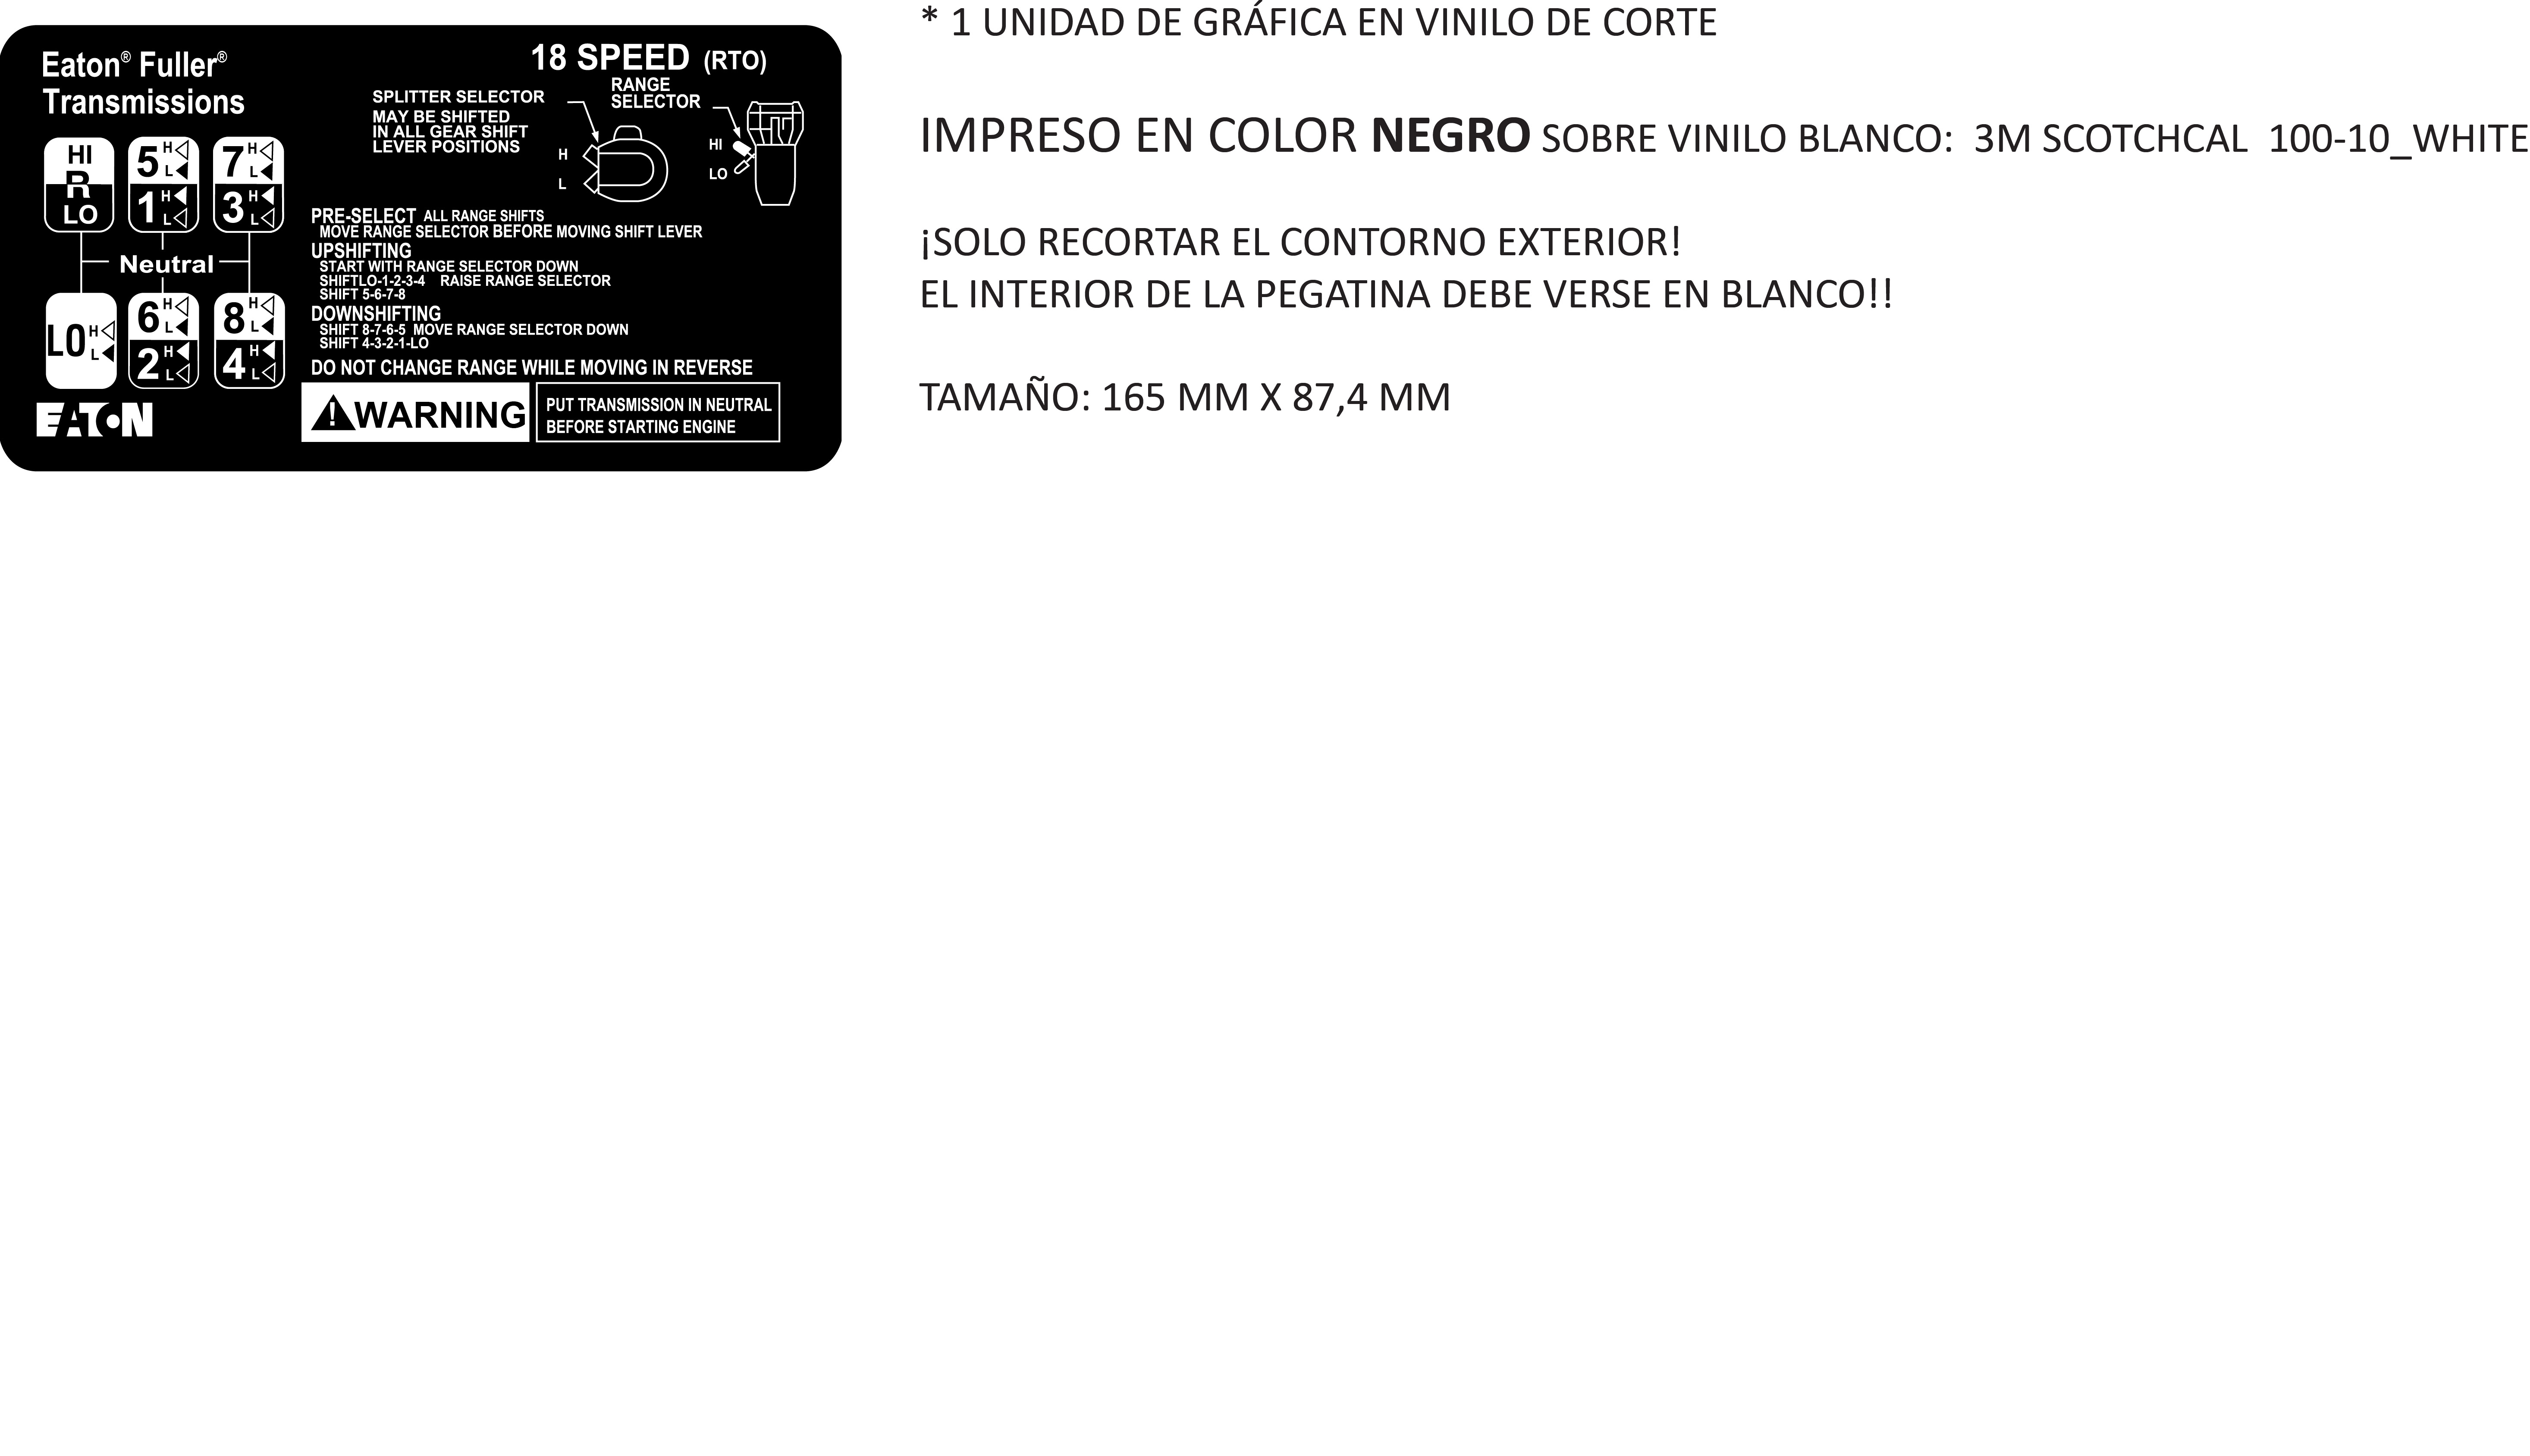 Eaton® Fuller®
Transmissions
18 SPEED (RTO)
SPLITTER SELECTOR
MAY BE SHIFTED
IN ALL GEAR SHIFT
LEVER POSITIONS
RANGE
SELECTOR
H
L
HI
LO
HI
R
LO
5 H L
1 H L
7 H L
3 H L
Neutral
LO H L
6 H L
2 H L
8 H L
4 H L
EATON
PRE-SELECT ALL RANGE SHIFTS
MOVE RANGE SELECTOR BEFORE MOVING SHIFT LEVER
UPSHIFTING
START WITH RANGE SELECTOR DOWN
SHIFTLO-1-2-3-4 RAISE RANGE SELECTOR
SHIFT 5-6-7-8
DOWNSHIFTING
SHIFT 8-7-6-5 MOVE RANGE SELECTOR DOWN
SHIFT 4-3-2-1-LO
DO NOT CHANGE RANGE WHILE MOVING IN REVERSE
! WARNING
PUT TRANSMISSION IN NEUTRAL
BEFORE STARTING ENGINE
* 1 UNIDAD DE GRÁFICA EN VINILO DE CORTE
IMPRESO EN COLOR NEGRO SOBRE VINILO BLANCO: 3M SCOTCHCAL 100-10_WHITE
¡SOLO RECORTAR EL CONTORNO EXTERIOR!
EL INTERIOR DE LA PEGATINA DEBE VERSE EN BLANCO!!
TAMAÑO: 165 MM X 87,4 MM